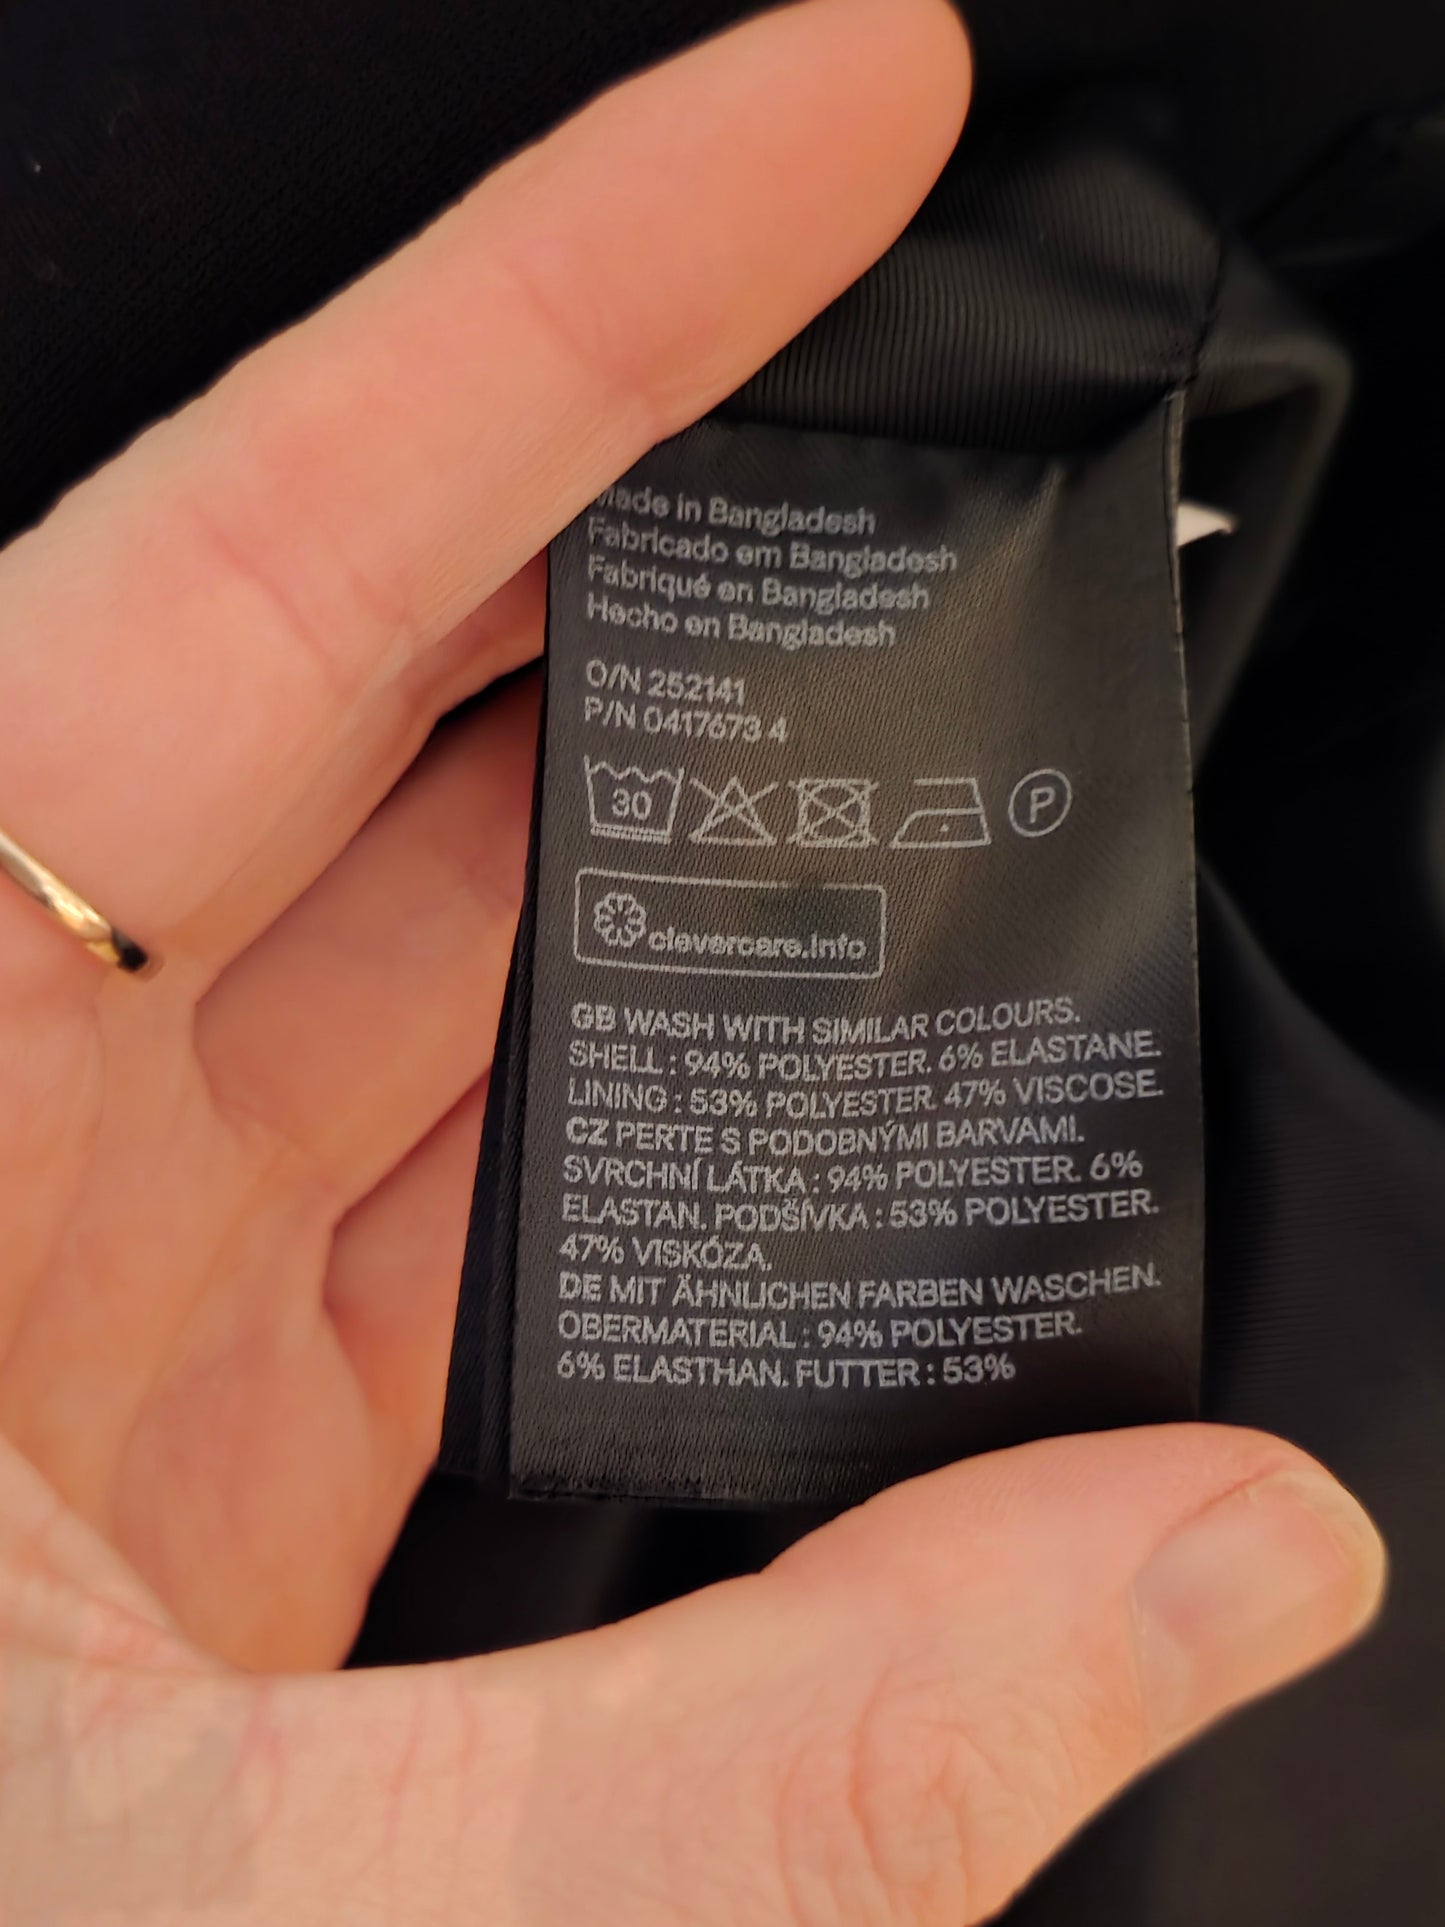 Made in Bangladesh
Fabricado em Bangladesh
Fabriqué en Bangladesh
Hecho en Bangladesh
O/N 252141
P/N 0417673 4
30
P
clevercare.info
GB WASH WITH SIMILAR COLOURS.
SHELL : 94% POLYESTER. 6% ELASTANE.
LINING : 53% POLYESTER. 47% VISCOSE.
CZ PERTE S PODOBNÝMI BARVAMI.
SVRCHNÍ LÁTKA : 94% POLYESTER. 6%
ELASTAN. PODŠÍVKA : 53% POLYESTER.
47% VISKÓZA.
DE MIT ÄHNLICHEN FARBEN WASCHEN.
OBERMATERIAL : 94% POLYESTER.
6% ELASTHAN. FUTTER : 53%